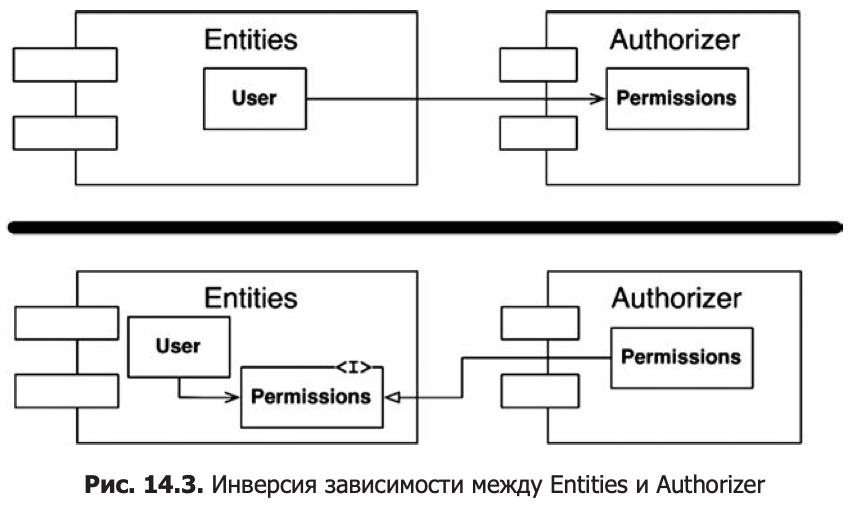 Entities
Authorizer
User
Permissions
Entities
Authorizer
User
<I>
Permissions
Permissions
Рис. 14.3. Инверсия зависимости между Entities и Authorizer